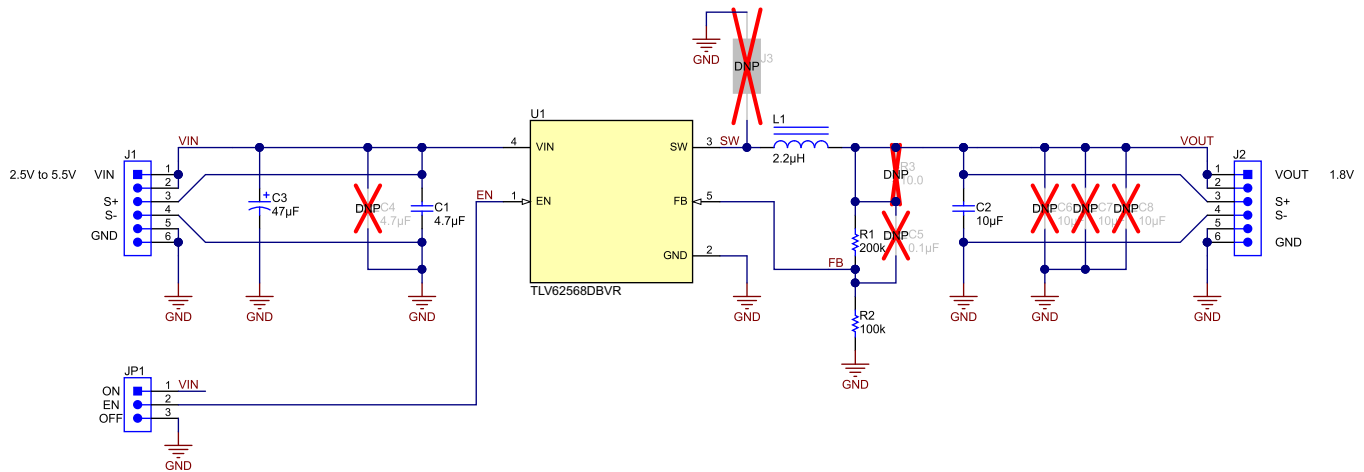 GND
DNP J3
U1
L1
2.2µH
J1
VIN
4 VIN
SW 3 SW
VOUT
J2
2.5V to 5.5V
VIN 1
2
S+ 3
S- 4
5
GND 6
C3
47µF
DNP C4
4.7µF
C1
4.7µF
EN 1 EN
FB 5
GND 2
TLV62568DBVR
R3
DNP 10.0
R1
200k
DNP C5
0.1µF
FB
R2
100k
C2
10µF
DNP C6
10µF
DNP C7
10µF
DNP C8
10µF
1 VOUT 1.8V
2
3 S+
4 S-
5
6 GND
GND
GND
GND
GND
GND
GND
GND
GND
JP1
ON 1 VIN
EN 2
OFF 3
GND